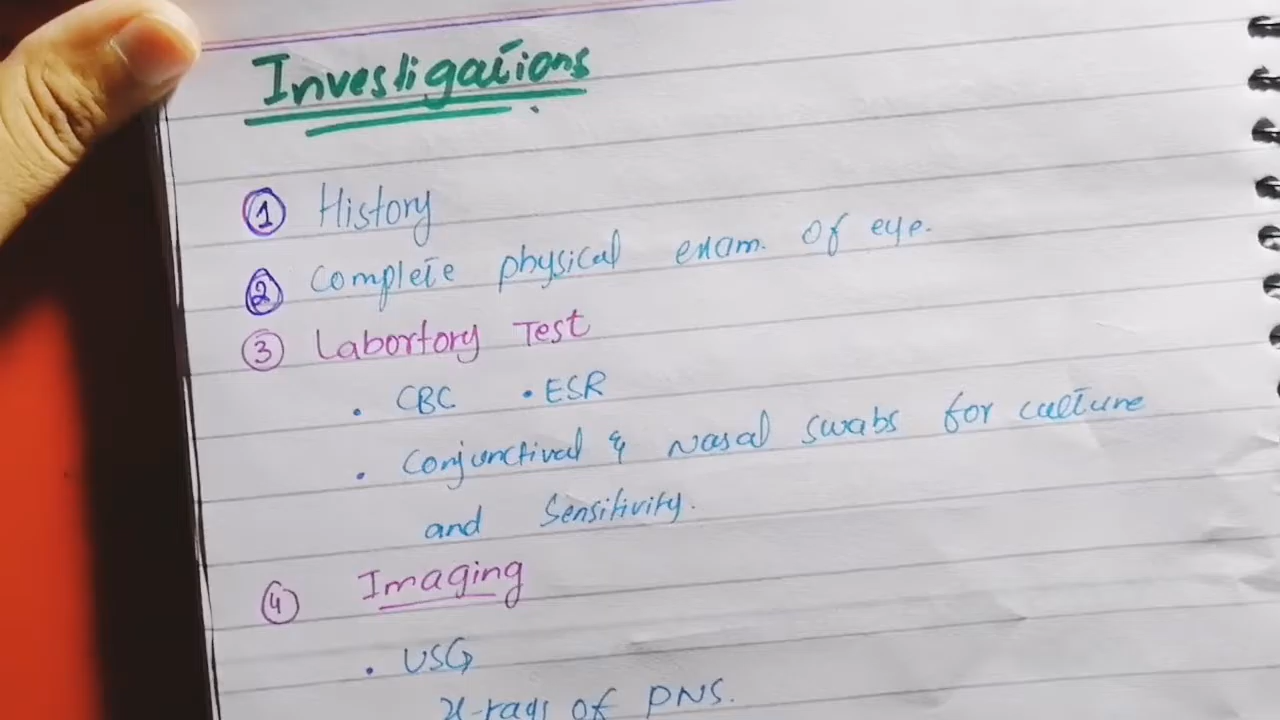 Investigations
① History
② Complete physical exam. of eye.
③ Labortory Test
• CBC • ESR
• Conjunctival & Nasal swabs for culture
and Sensitivity.
④ Imaging
• USG
X-rays of PNS.